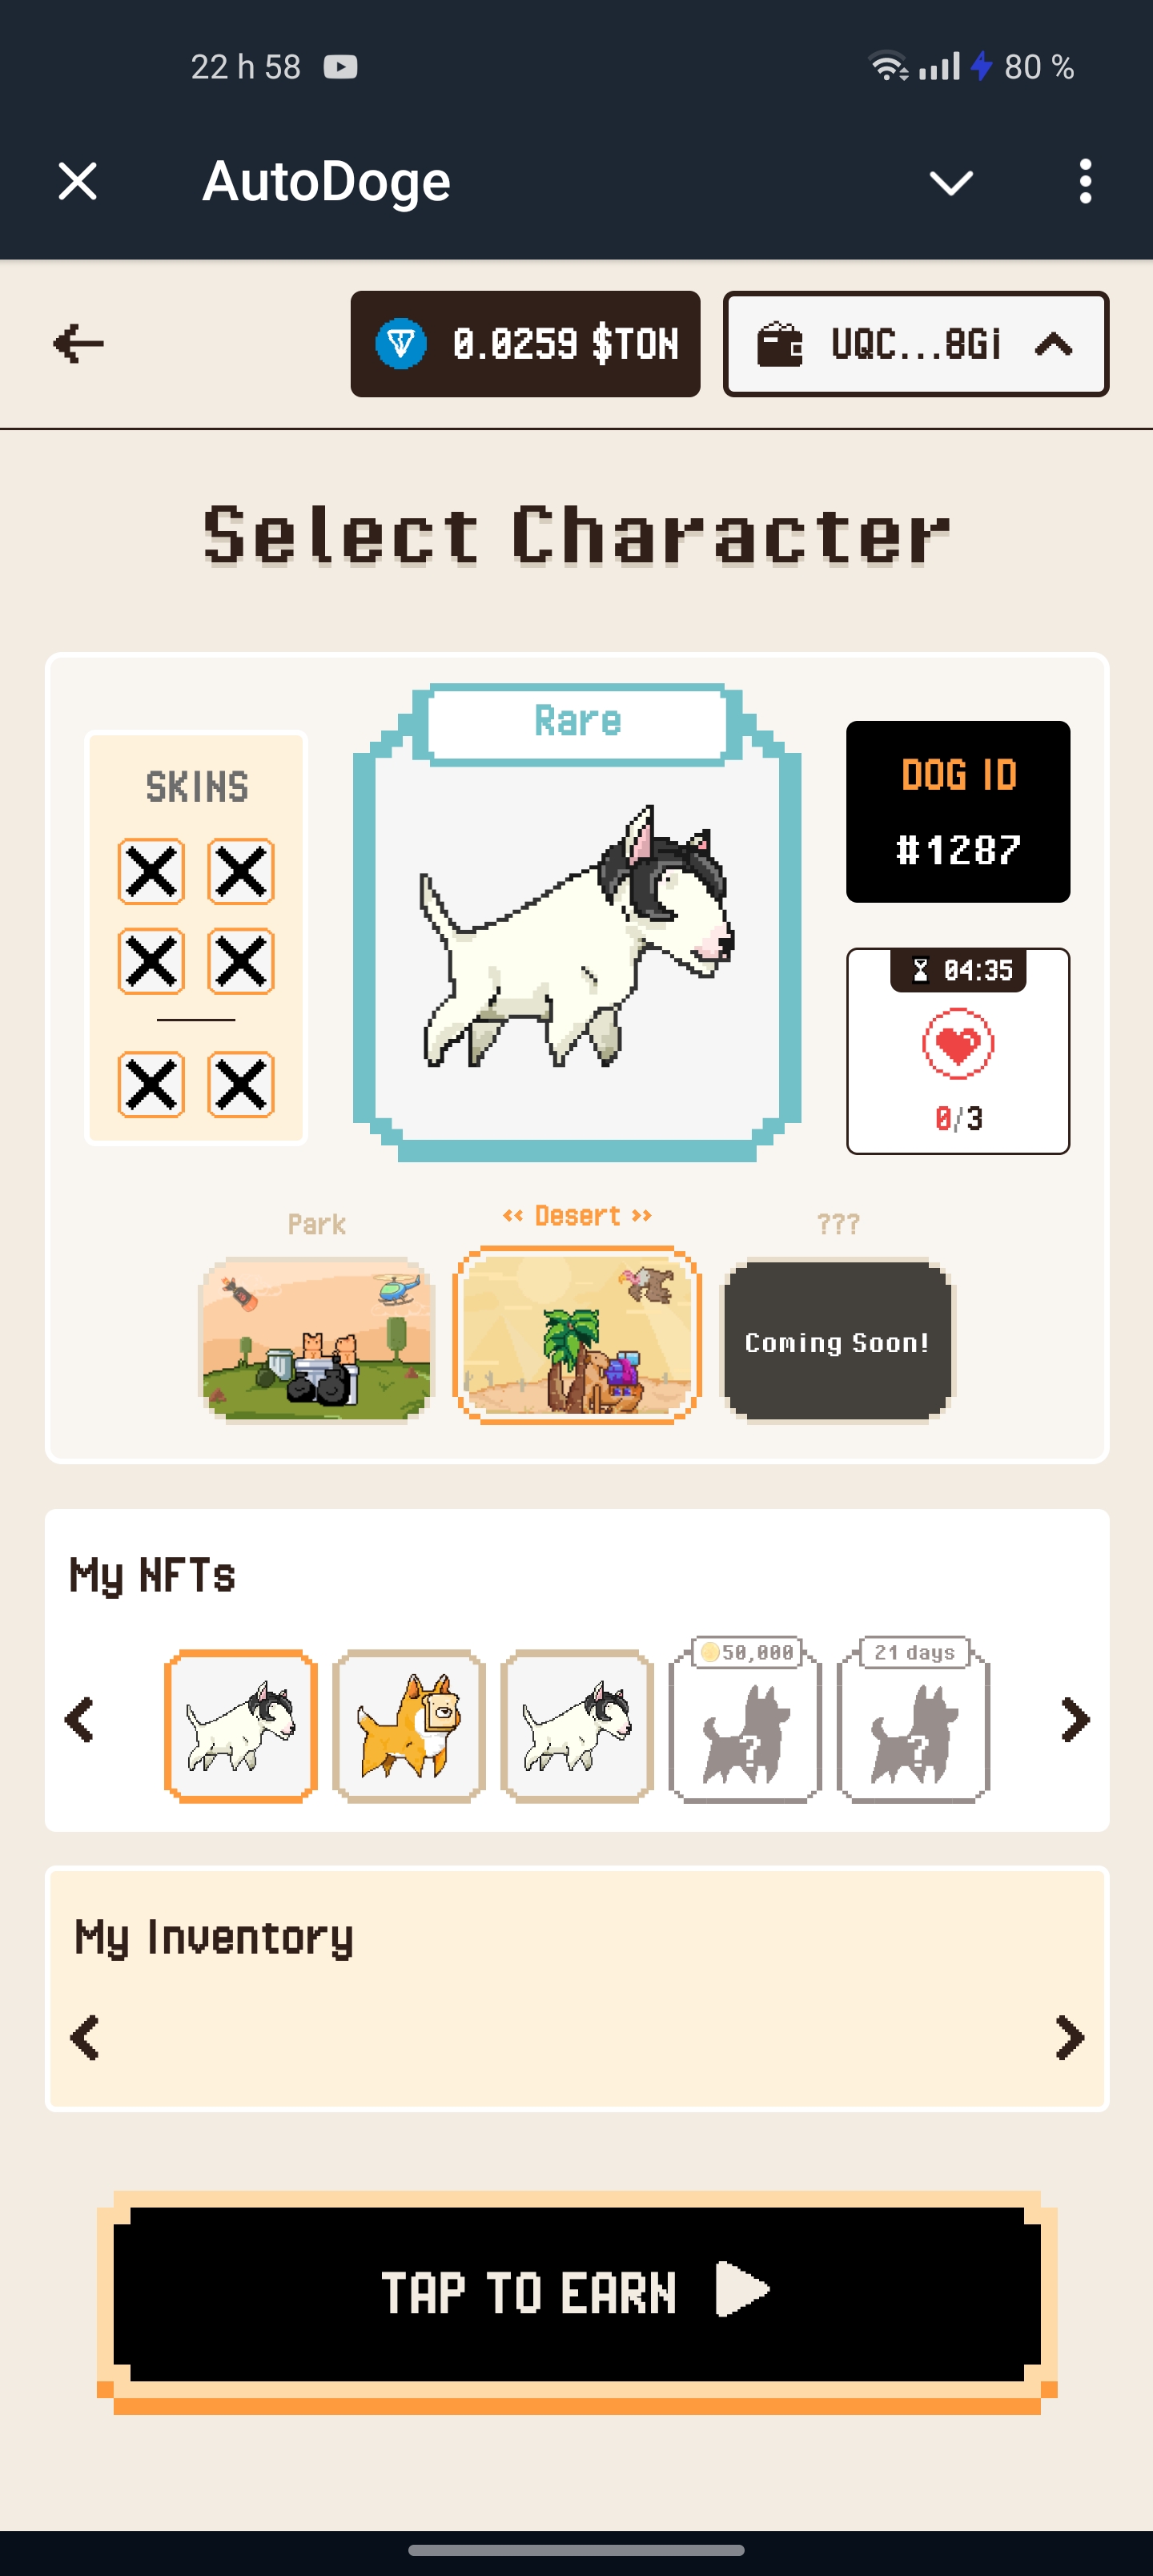 22 h 58
80 %
AutoDoge
0.0259 $TON
UQC...8Gi
Select Character
Rare
SKINS
DOG ID
#1287
04:35
0/3
Park
<< Desert >>
???
Coming Soon!
My NFTs
50,000
21 days
?
?
My Inventory
TAP TO EARN